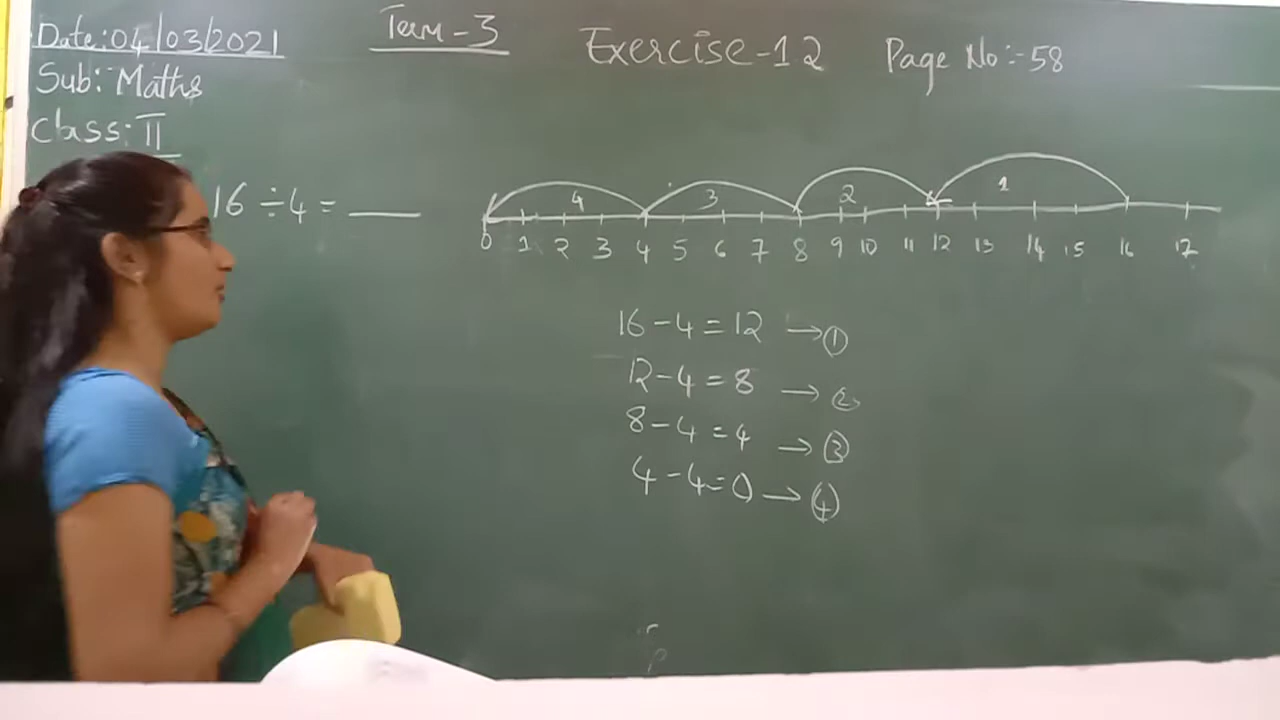 Date: 04/03/2021
Term-3
Exercise-12
Page No:-58
Sub: Maths
Class: II
16 ÷ 4 = ____
4 3 2 1
0 1 2 3 4 5 6 7 8 9 10 11 12 13 14 15 16 17
16-4=12 → ①
12-4=8 → ②
8-4=4 → ③
4-4=0 → ④